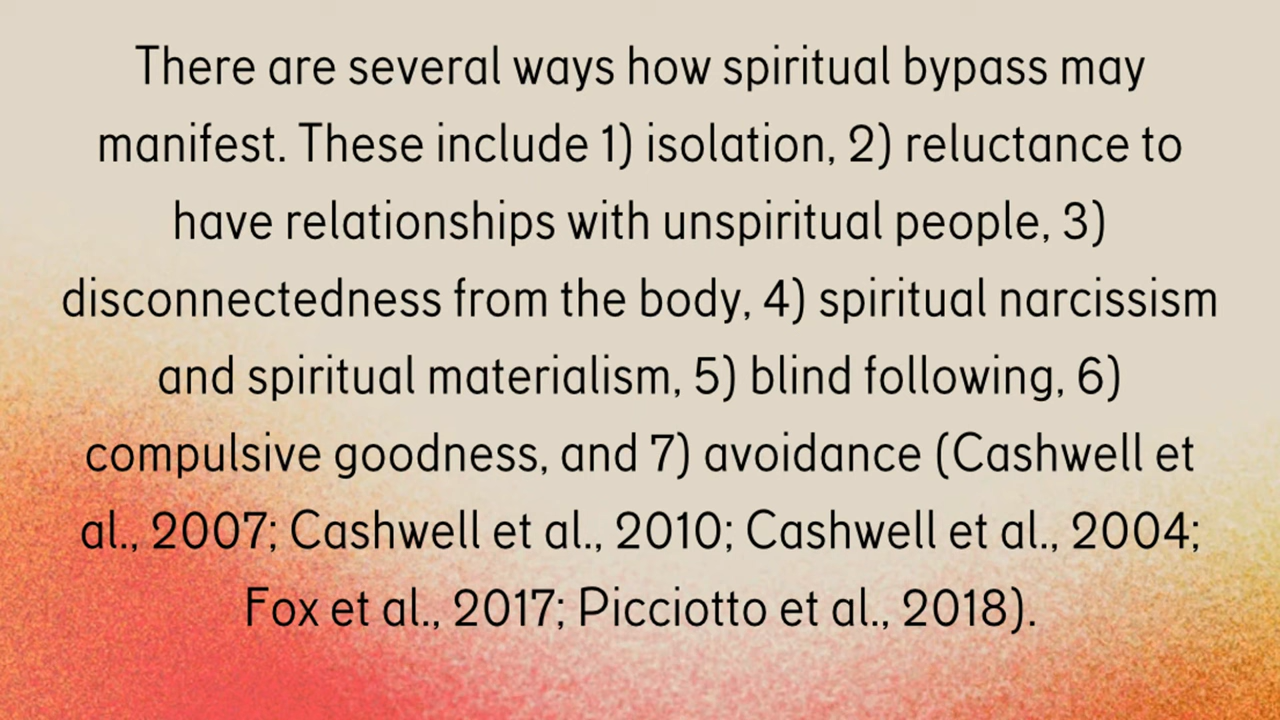 There are several ways how spiritual bypass may
manifest. These include 1) isolation, 2) reluctance to
have relationships with unspiritual people, 3)
disconnectedness from the body, 4) spiritual narcissism
and spiritual materialism, 5) blind following, 6)
compulsive goodness, and 7) avoidance (Cashwell et
al., 2007; Cashwell et al., 2010; Cashwell et al., 2004;
Fox et al., 2017; Picciotto et al., 2018).